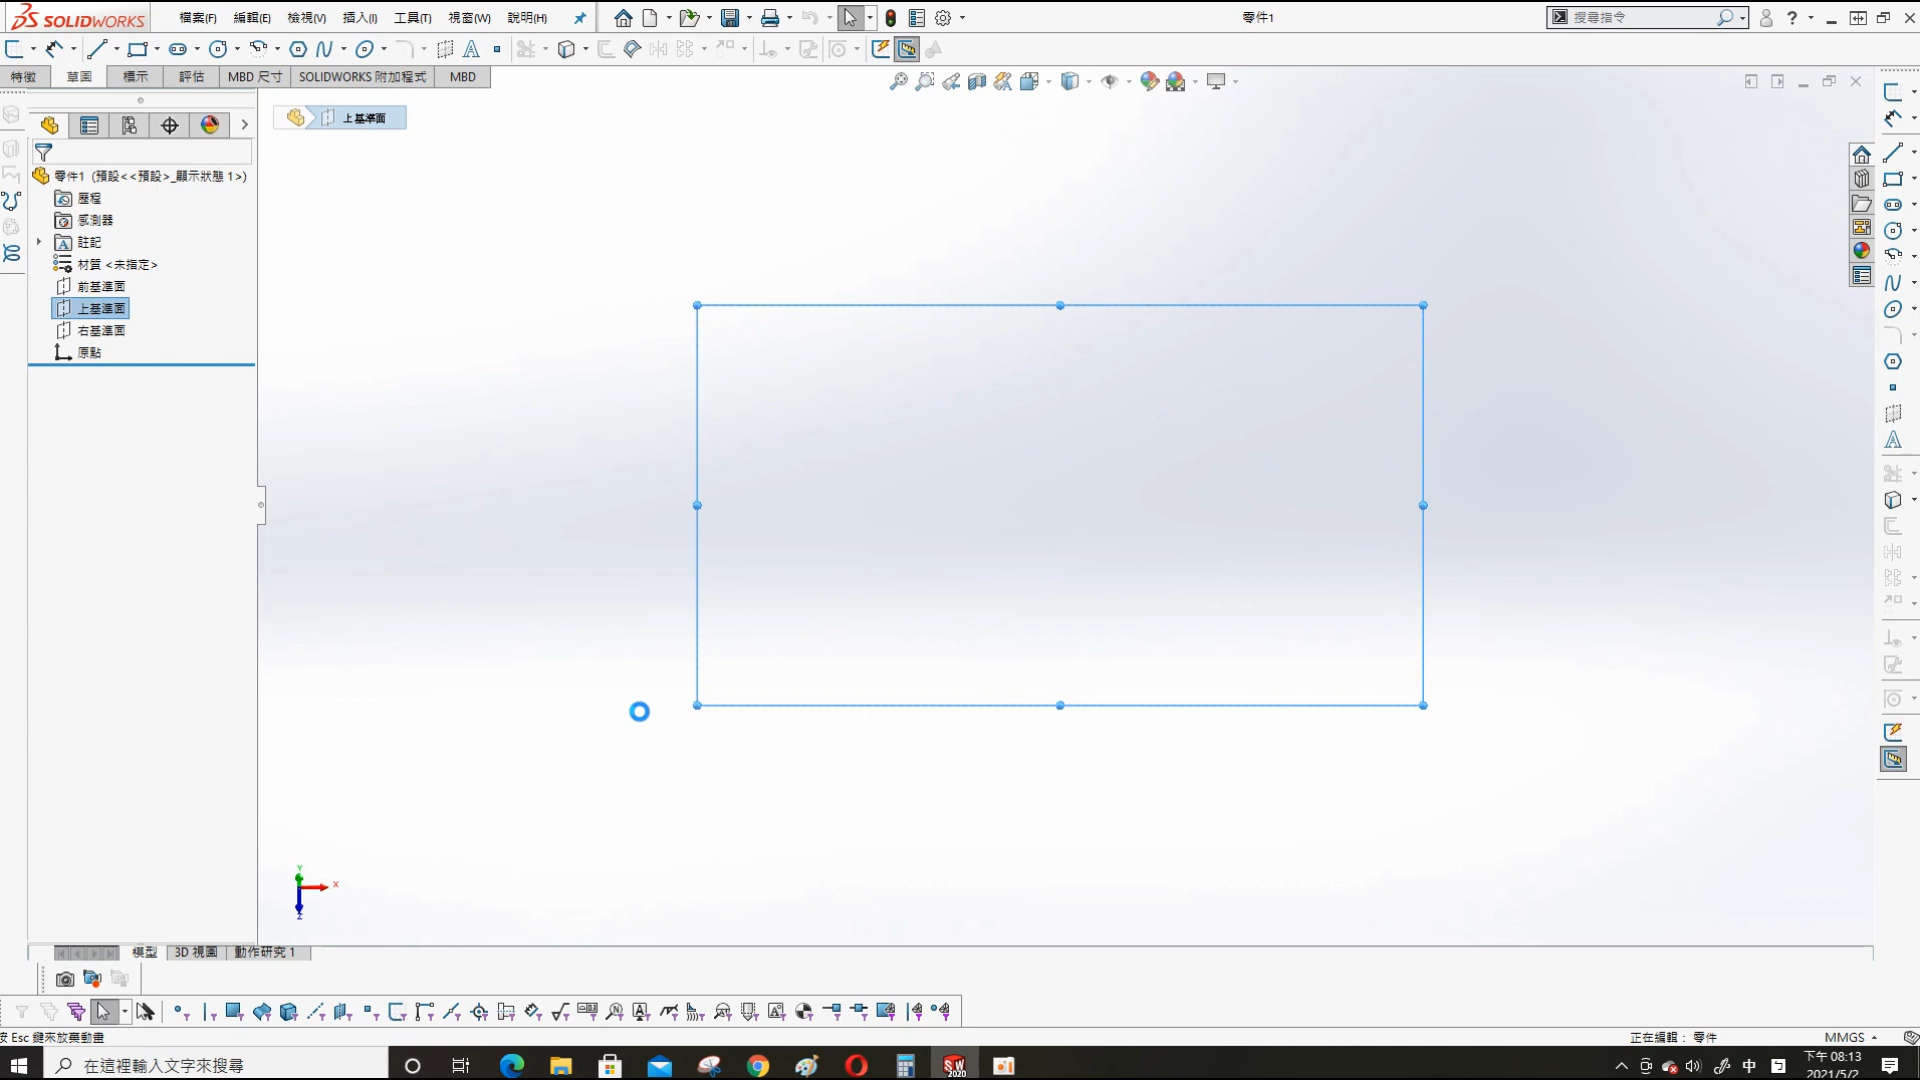 SOLIDWORKS 檔案(F) 編輯(E) 檢視(V) 插入(I) 工具(T) 視窗(W) 說明(H) 零件1 搜尋指令
特徵 草圖 標示 評估 MBD 尺寸 SOLIDWORKS 附加程式 MBD
上基準面
零件1 (預設<<預設>_顯示狀態 1>)
歷程
感測器
註記
材質 <未指定>
前基準面
上基準面
右基準面
原點
Y
X
Z
模型 3D 視圖 動作研究 1
按 Esc 鍵來放棄動畫 正在編輯： 零件 MMGS
在這裡輸入文字來搜尋 SW 2020 中 下午 08:13
2021/5/2